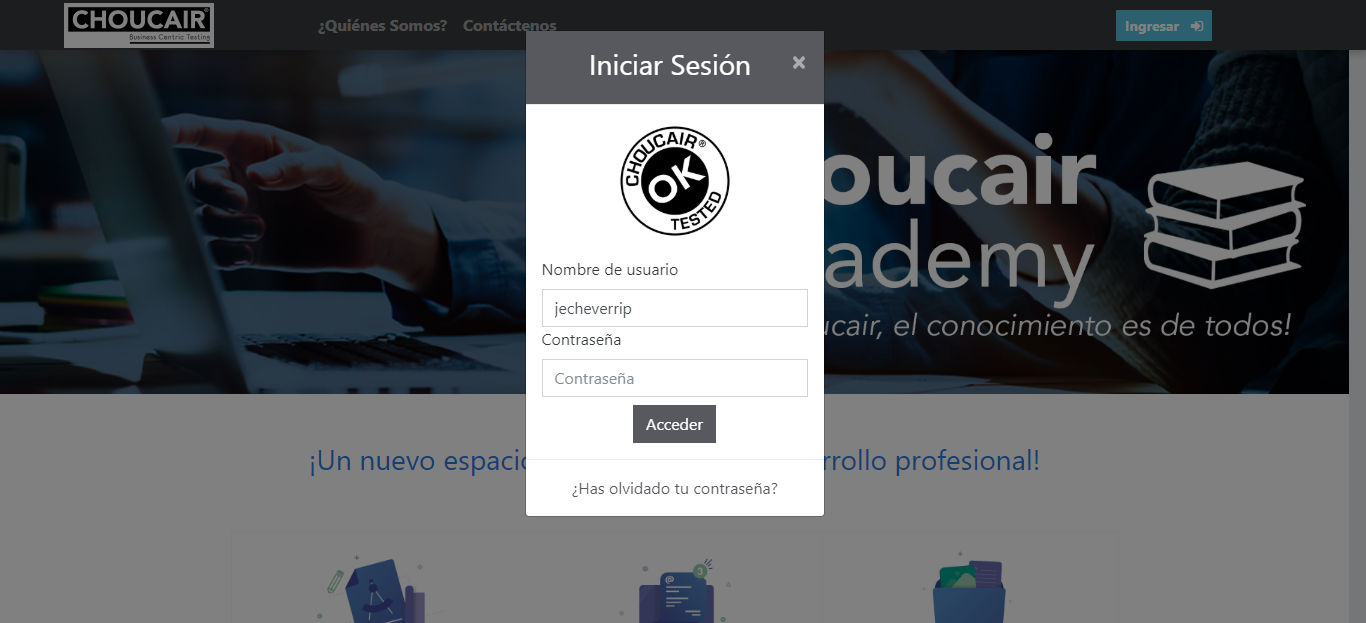 CHOUCAIR®
Business Centric Testing
¿Quiénes Somos?
Contáctenos
Ingresar
Iniciar Sesión
×
CHOUCAIR®
OK
TESTED
Nombre de usuario
jecheverrip
Contraseña
Contraseña
Acceder
¿Has olvidado tu contraseña?
oucair
ademy
ucair, el conocimiento es de todos!
¡Un nuevo espacio
rrollo profesional!
3